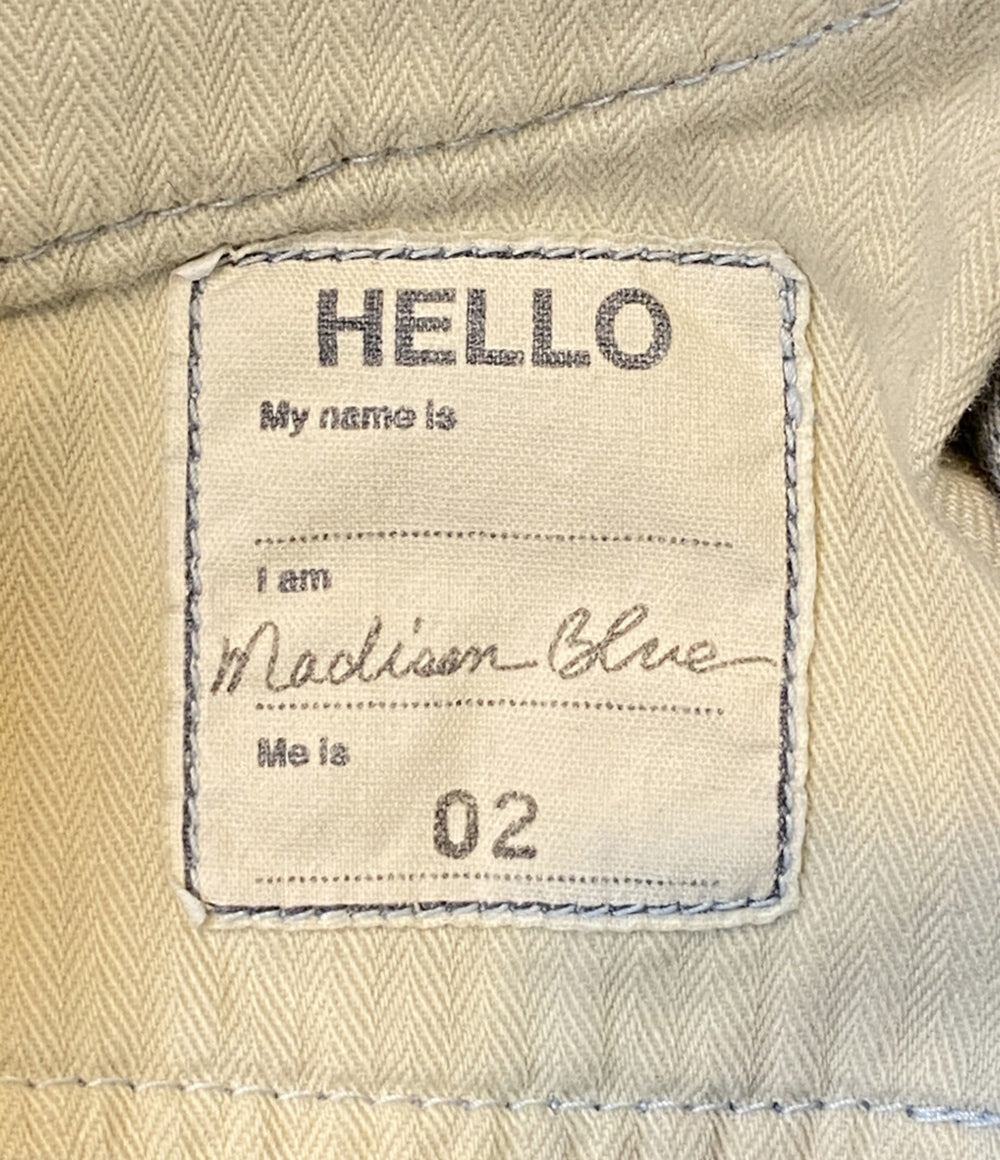 HELLO
My name is
I am
Madison Blue
Me is
02